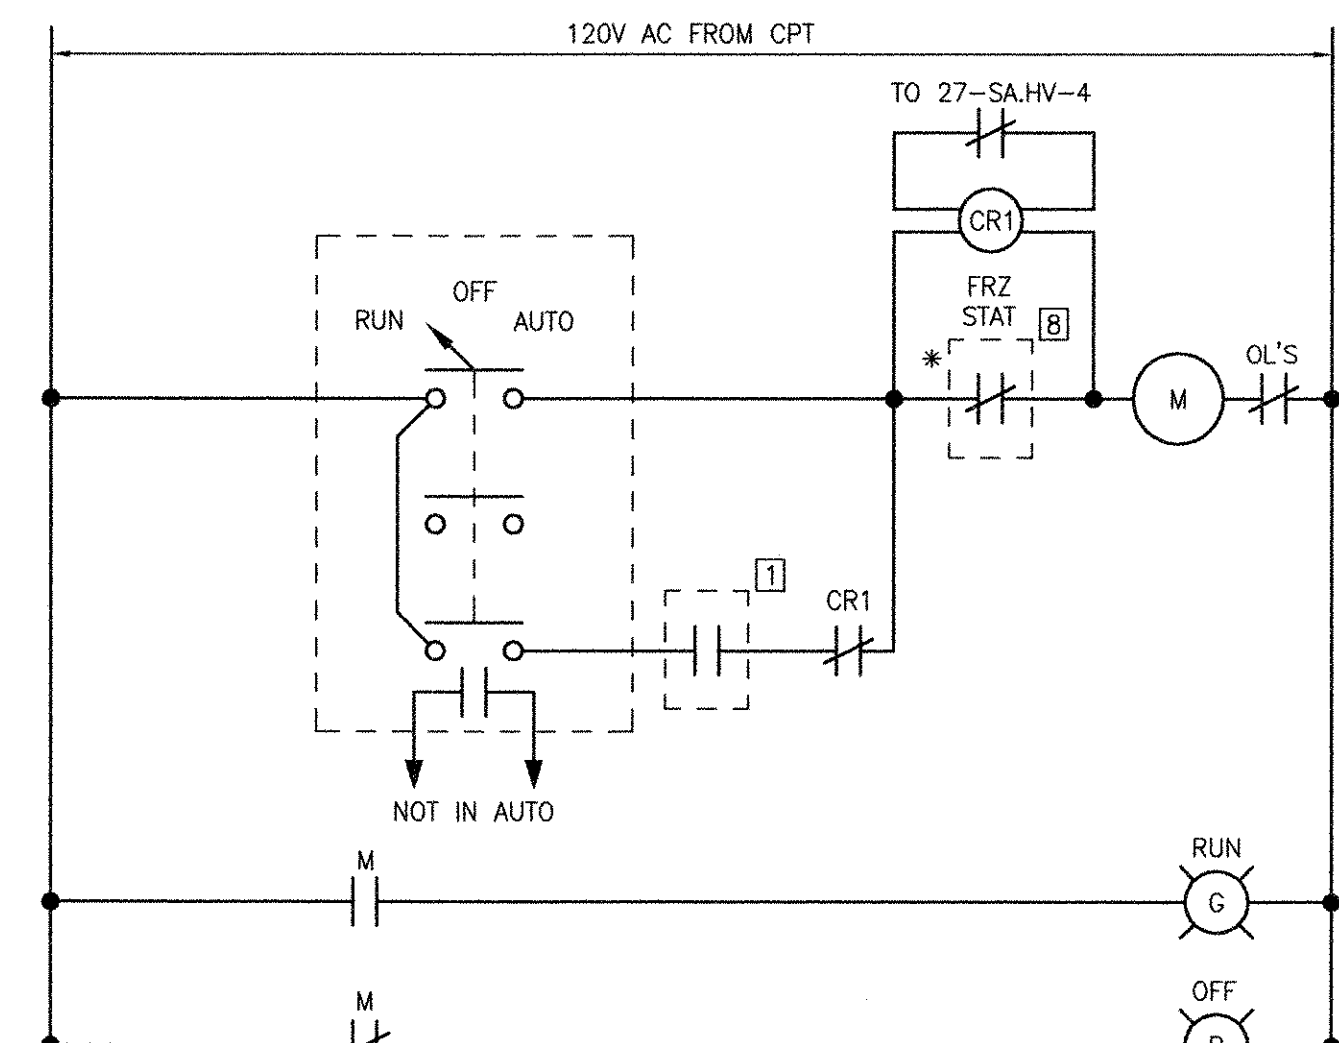 120V AC FROM CPT
TO 27-SA.HV-4
CR1
FRZ
STAT
8
*
OFF
RUN
AUTO
M
OL'S
1
CR1
NOT IN AUTO
M
RUN
G
M
OFF